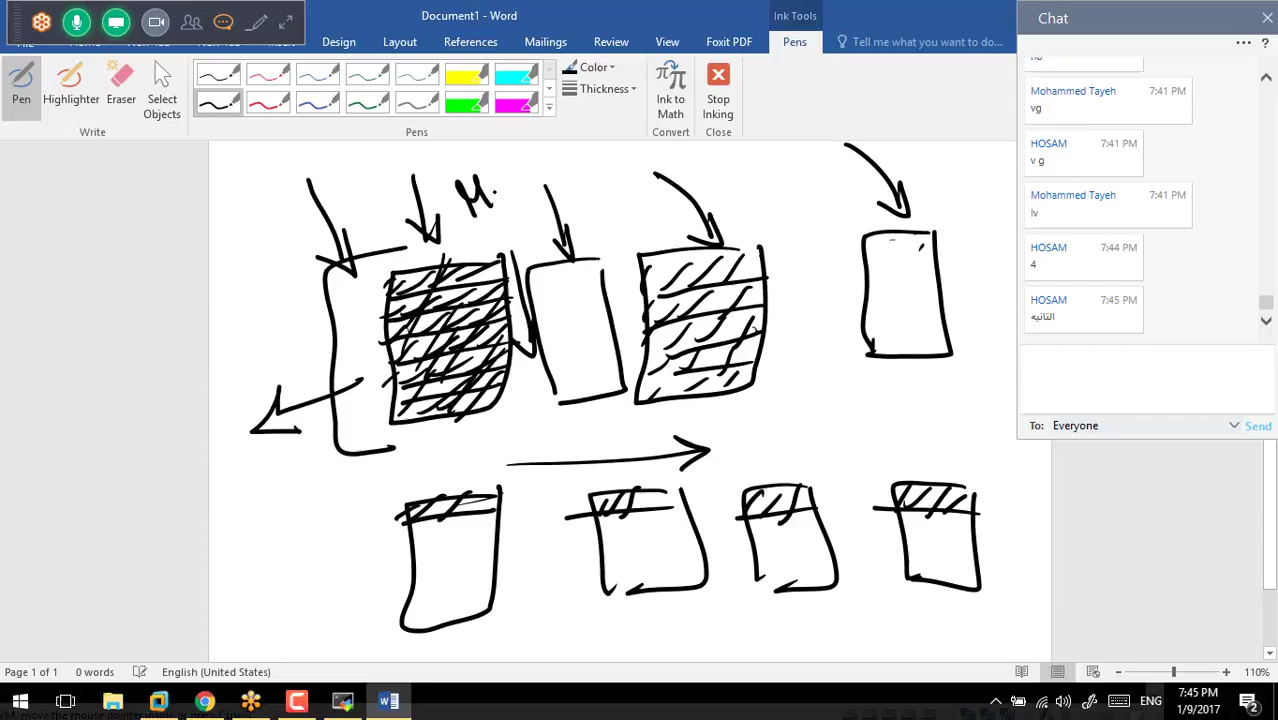 Document1 - Word
Ink Tools
Design
Layout
References
Mailings
Review
View
Foxit PDF
Pens
Tell me what you want to do...
Pen
Highlighter
Eraser
Select Objects
Write
Pens
Color
Thickness
Ink to Math
Convert
Stop Inking
Close
M.
Chat
Mohammed Tayeh 7:41 PM
vg
HOSAM 7:41 PM
v g
Mohammed Tayeh 7:41 PM
lv
HOSAM 7:44 PM
4
HOSAM 7:45 PM
التانيه
To: Everyone
Send
Page 1 of 1
0 words
English (United States)
110%
ENG
7:45 PM
1/9/2017
2